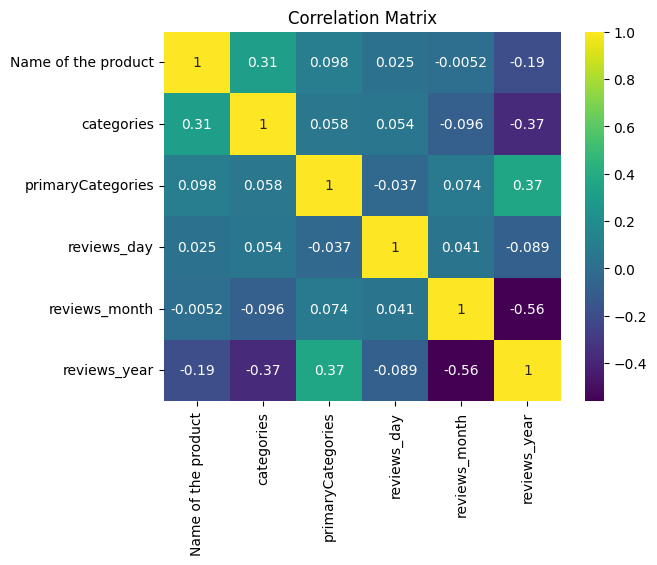 Correlation Matrix
Name of the product 1 0.31 0.098 0.025 -0.0052 -0.19
categories 0.31 1 0.058 0.054 -0.096 -0.37
primaryCategories 0.098 0.058 1 -0.037 0.074 0.37
reviews_day 0.025 0.054 -0.037 1 0.041 -0.089
reviews_month -0.0052 -0.096 0.074 0.041 1 -0.56
reviews_year -0.19 -0.37 0.37 -0.089 -0.56 1
Name of the product
categories
primaryCategories
reviews_day
reviews_month
reviews_year
1.0
0.8
0.6
0.4
0.2
0.0
−0.2
−0.4